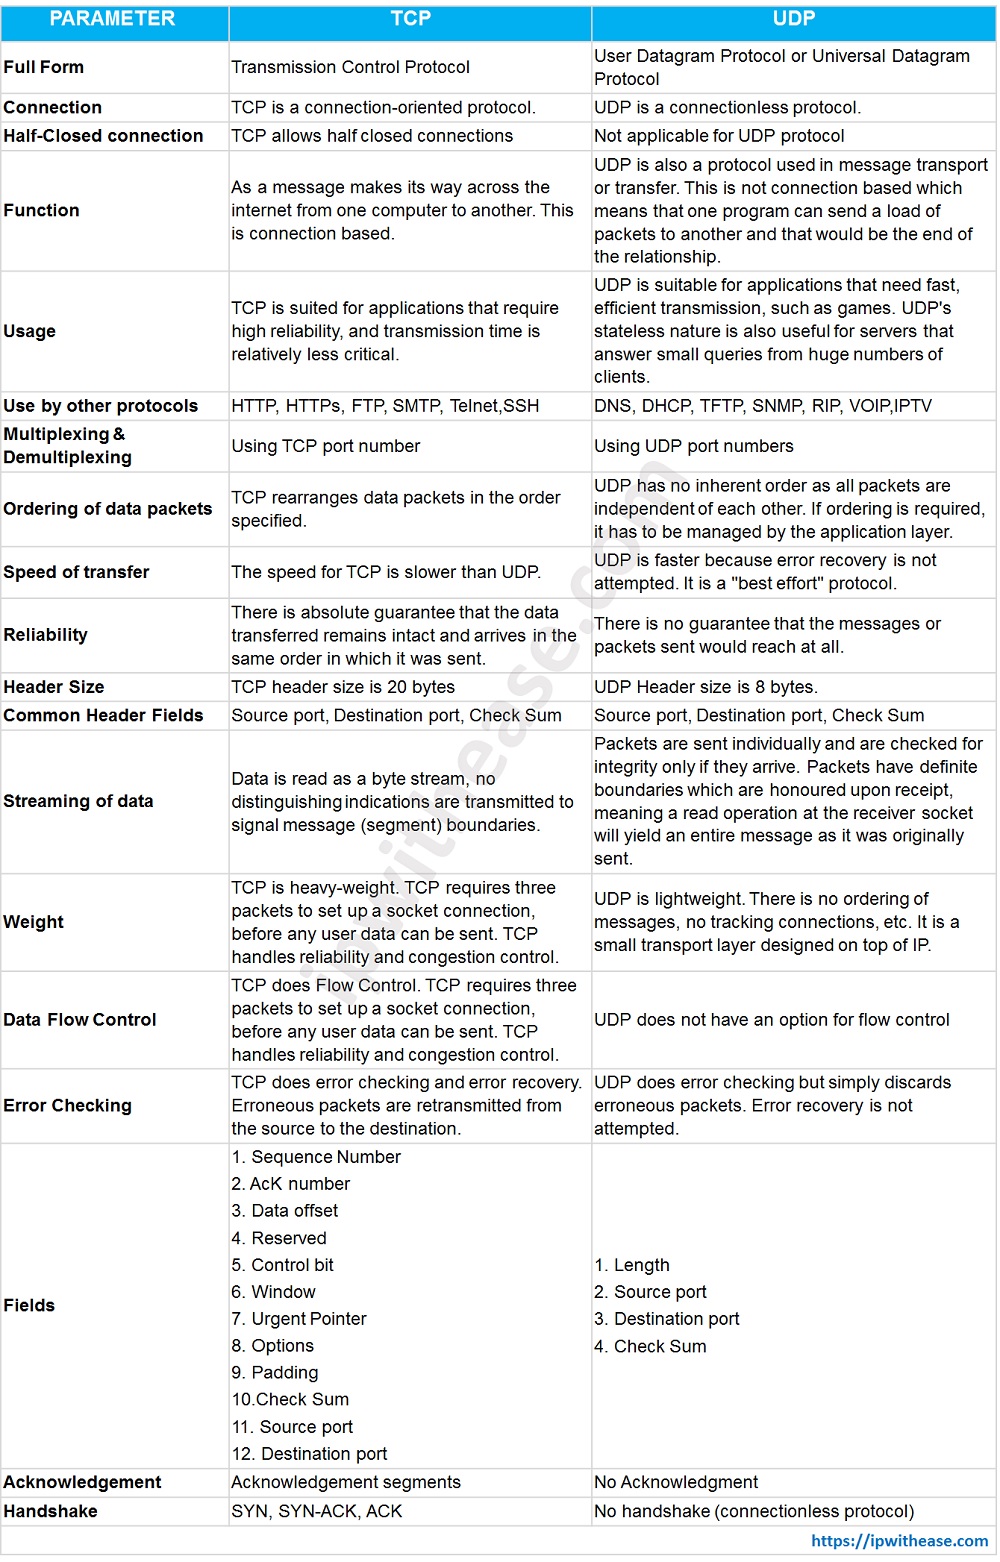 PARAMETER TCP UDP
Full Form
Transmission Control Protocol
User Datagram Protocol or Universal Datagram
Protocol
Connection
TCP is a connection-oriented protocol.
UDP is a connectionless protocol.
Half-Closed connection
TCP allows half closed connections
Not applicable for UDP protocol
Function
As a message makes its way across the
internet from one computer to another. This
is connection based.
UDP is also a protocol used in message transport
or transfer. This is not connection based which
means that one program can send a load of
packets to another and that would be the end of
the relationship.
Usage
TCP is suited for applications that require
high reliability, and transmission time is
relatively less critical.
UDP is suitable for applications that need fast,
efficient transmission, such as games. UDP's
stateless nature is also useful for servers that
answer small queries from huge numbers of
clients.
Use by other protocols
HTTP, HTTPs, FTP, SMTP, Telnet,SSH
DNS, DHCP, TFTP, SNMP, RIP, VOIP,IPTV
Multiplexing &
Demultiplexing
Using TCP port number
Using UDP port numbers
Ordering of data packets
TCP rearranges data packets in the order
specified.
UDP has no inherent order as all packets are
independent of each other. If ordering is required,
it has to be managed by the application layer.
Speed of transfer
The speed for TCP is slower than UDP.
UDP is faster because error recovery is not
attempted. It is a "best effort" protocol.
Reliability
There is absolute guarantee that the data
transferred remains intact and arrives in the
same order in which it was sent.
There is no guarantee that the messages or
packets sent would reach at all.
Header Size
TCP header size is 20 bytes
UDP Header size is 8 bytes.
Common Header Fields
Source port, Destination port, Check Sum
Source port, Destination port, Check Sum
Streaming of data
Data is read as a byte stream, no
distinguishing indications are transmitted to
signal message (segment) boundaries.
Packets are sent individually and are checked for
integrity only if they arrive. Packets have definite
boundaries which are honoured upon receipt,
meaning a read operation at the receiver socket
will yield an entire message as it was originally
sent.
Weight
TCP is heavy-weight. TCP requires three
packets to set up a socket connection,
before any user data can be sent. TCP
handles reliability and congestion control.
UDP is lightweight. There is no ordering of
messages, no tracking connections, etc. It is a
small transport layer designed on top of IP.
Data Flow Control
TCP does Flow Control. TCP requires three
packets to set up a socket connection,
before any user data can be sent. TCP
handles reliability and congestion control.
UDP does not have an option for flow control
Error Checking
TCP does error checking and error recovery.
Erroneous packets are retransmitted from
the source to the destination.
UDP does error checking but simply discards
erroneous packets. Error recovery is not
attempted.
Fields
1. Sequence Number
2. AcK number
3. Data offset
4. Reserved
5. Control bit
6. Window
7. Urgent Pointer
8. Options
9. Padding
10.Check Sum
11. Source port
12. Destination port
1. Length
2. Source port
3. Destination port
4. Check Sum
Acknowledgement
Acknowledgement segments
No Acknowledgment
Handshake
SYN, SYN-ACK, ACK
No handshake (connectionless protocol)
https://ipwithease.com
ipwithease.com